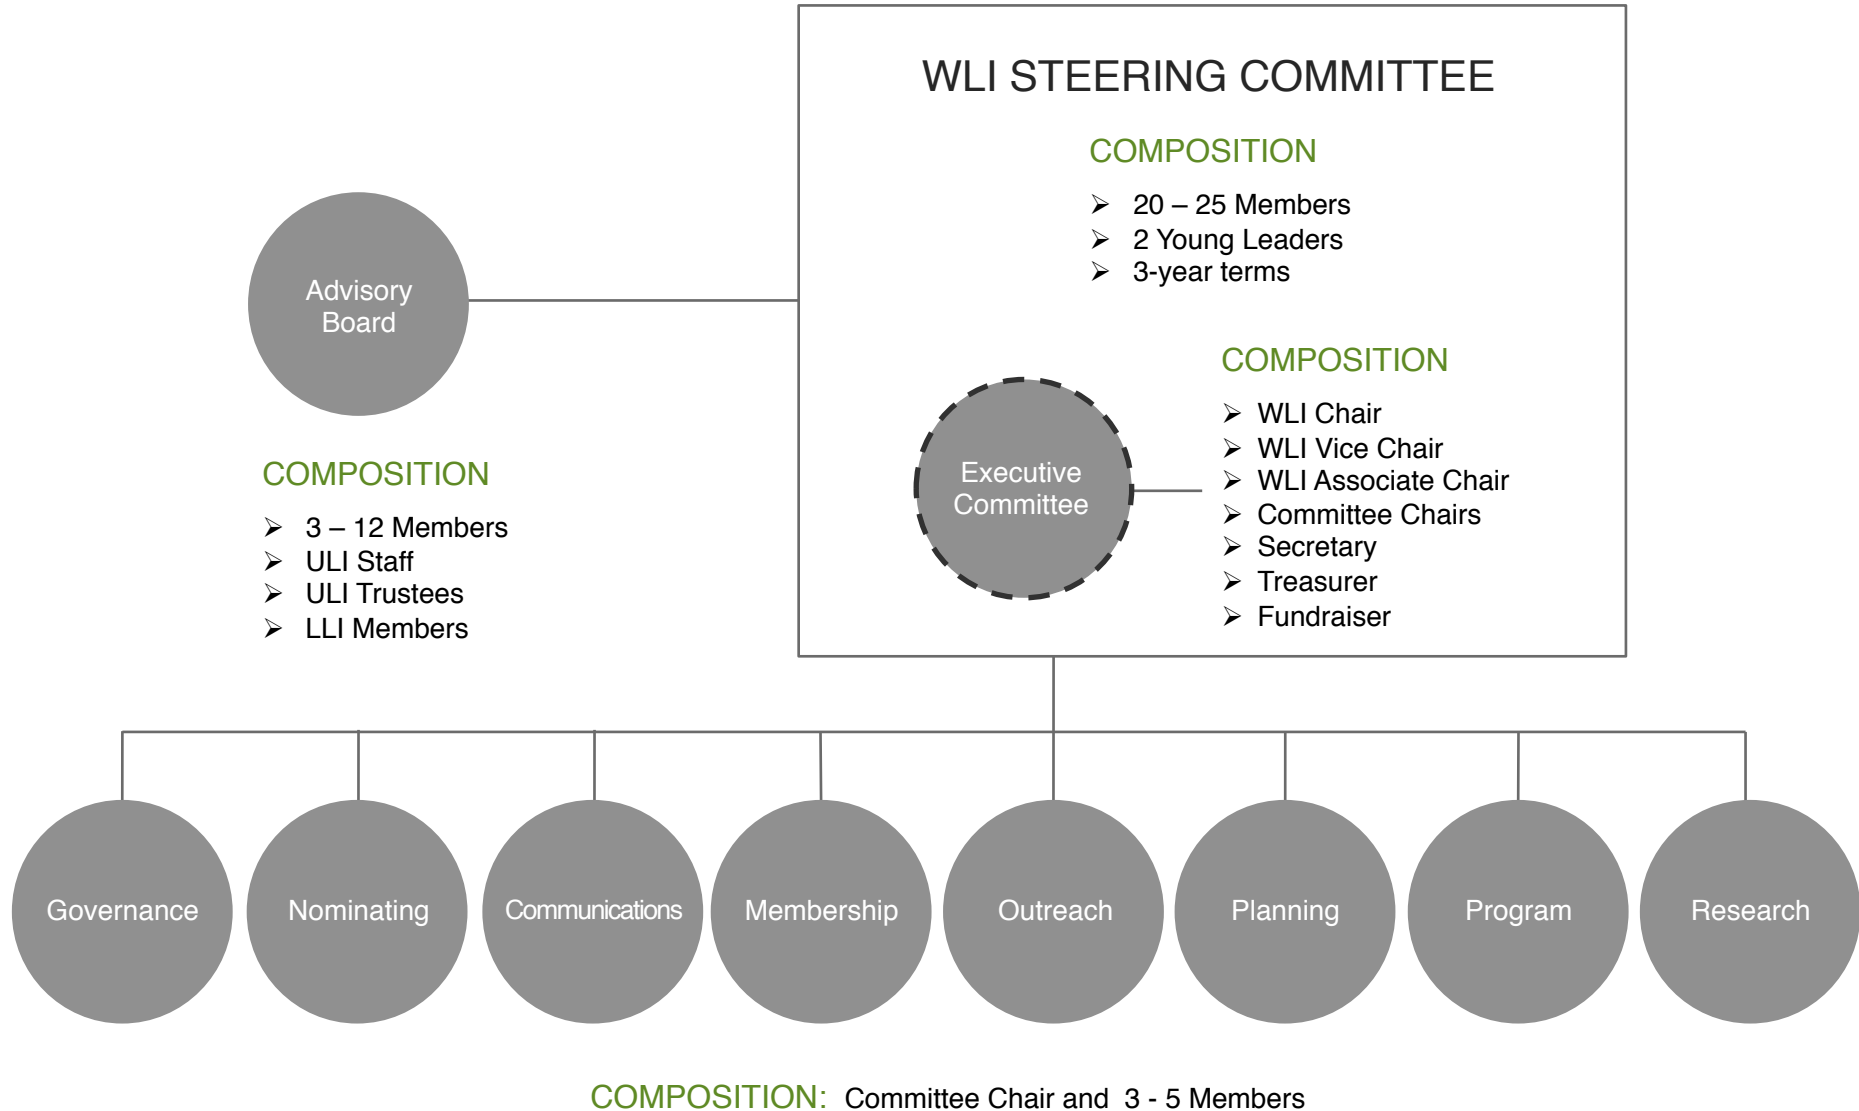 WLI STEERING COMMITTEE
COMPOSITION
➢ 20 – 25 Members
➢ 2 Young Leaders
➢ 3-year terms
Advisory
Board
COMPOSITION
➢ 3 – 12 Members
➢ ULI Staff
➢ ULI Trustees
➢ LLI Members
Executive
Committee
COMPOSITION
➢ WLI Chair
➢ WLI Vice Chair
➢ WLI Associate Chair
➢ Committee Chairs
➢ Secretary
➢ Treasurer
➢ Fundraiser
Governance
Nominating
Communications
Membership
Outreach
Planning
Program
Research
COMPOSITION: Committee Chair and 3 - 5 Members